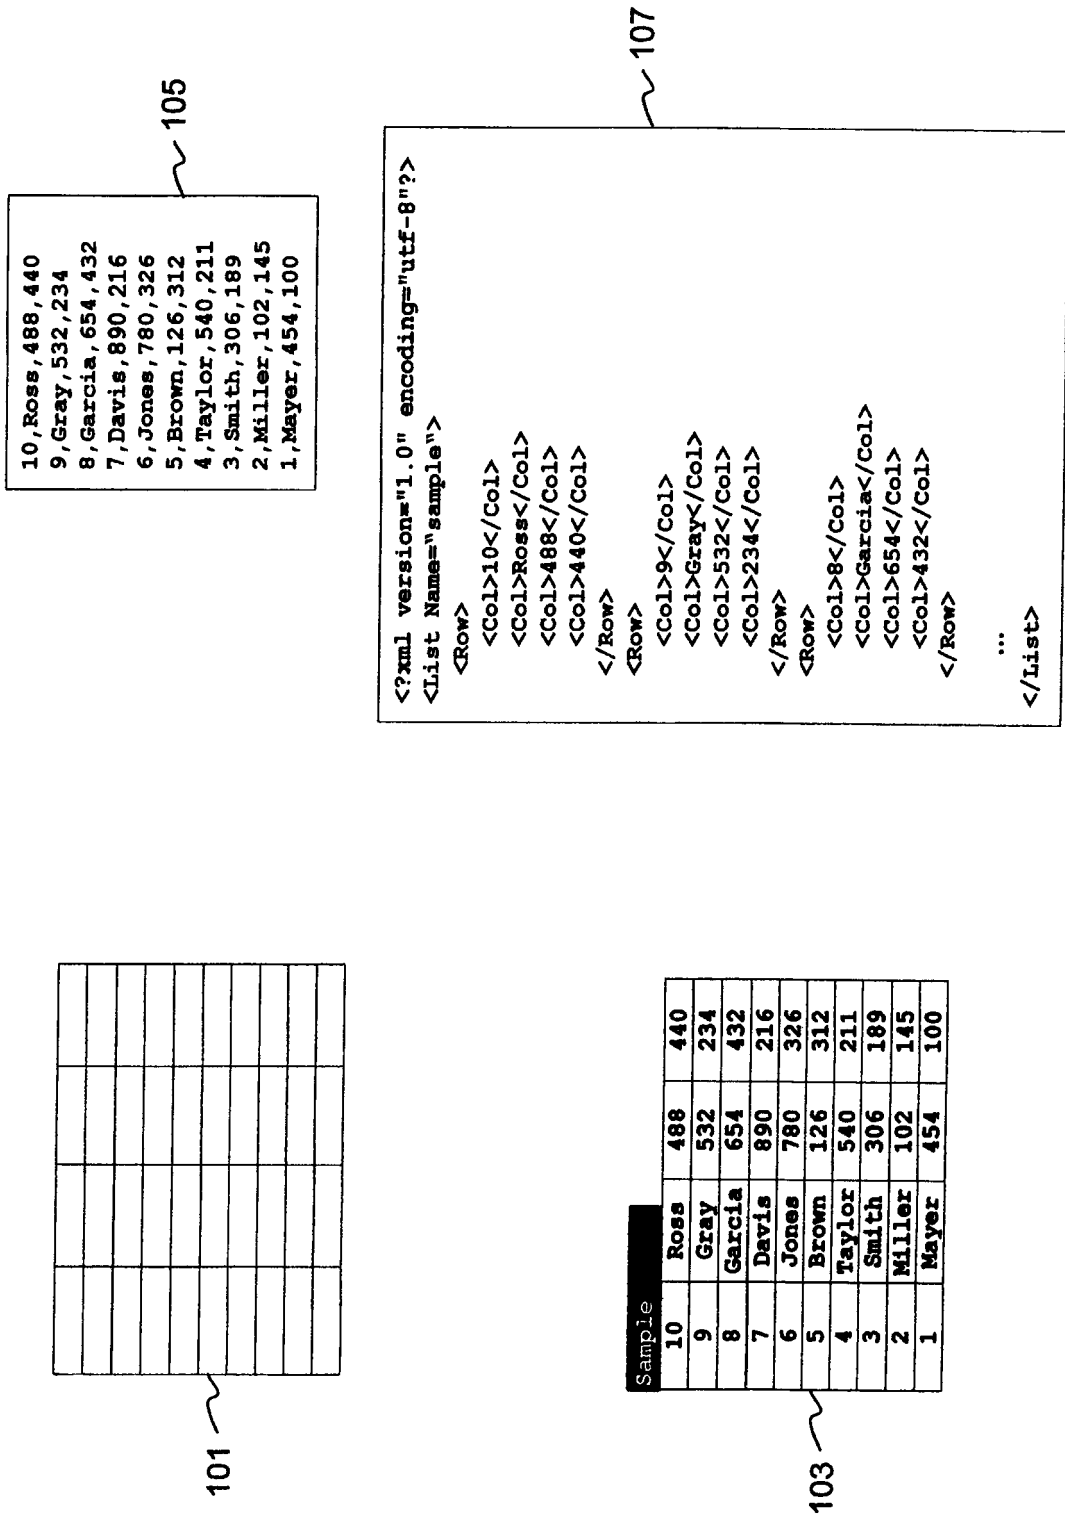 101
103
Sample
10 Ross 488 440
9 Gray 532 234
8 Garcia 654 432
7 Davis 890 216
6 Jones 780 326
5 Brown 126 312
4 Taylor 540 211
3 Smith 306 189
2 Miller 102 145
1 Mayer 454 100
105
10,Ross,488,440
9,Gray,532,234
8,Garcia,654,432
7,Davis,890,216
6,Jones,780,326
5,Brown,126,312
4,Taylor,540,211
3,Smith,306,189
2,Miller,102,145
1,Mayer,454,100
107
<?xml version="1.0" encoding="utf-8"?>
<List Name="sample">
<Row>
<Col>10</Col>
<Col>Ross</Col>
<Col>488</Col>
<Col>440</Col>
</Row>
<Row>
<Col>9</Col>
<Col>Gray</Col>
<Col>532</Col>
<Col>234</Col>
</Row>
<Row>
<Col>8</Col>
<Col>Garcia</Col>
<Col>654</Col>
<Col>432</Col>
</Row>
...
</List>